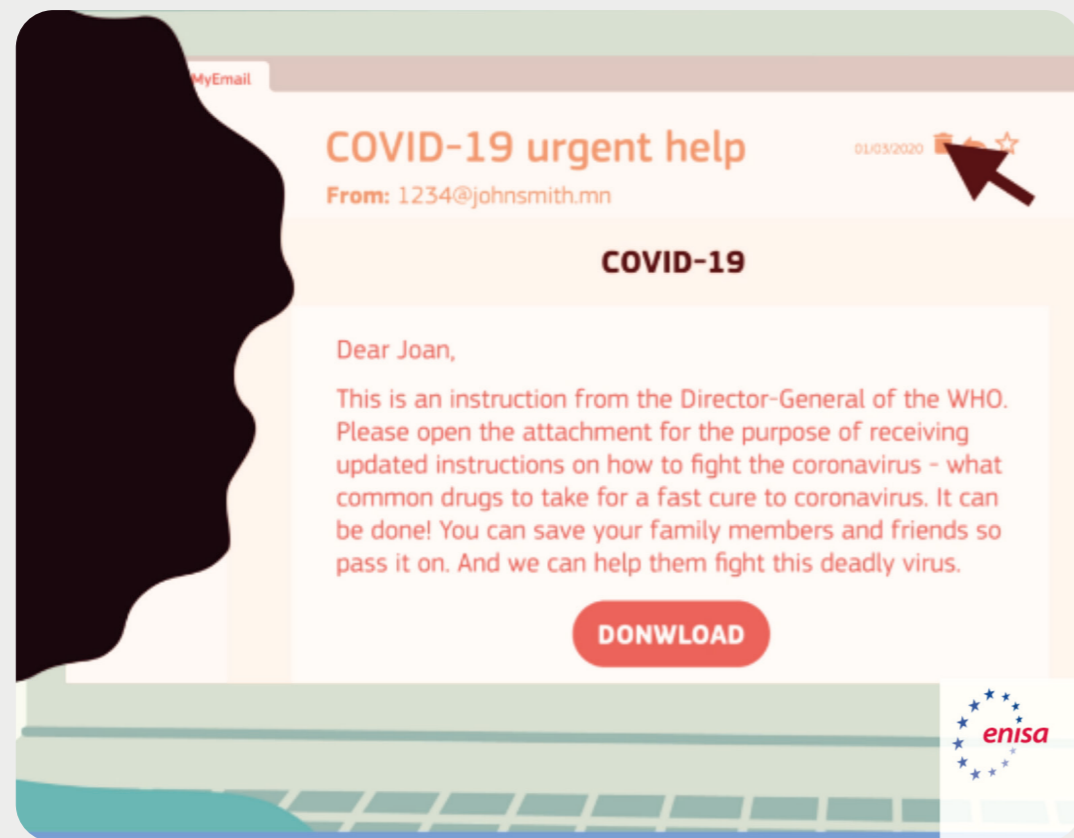 MyEmail
COVID-19 urgent help
01/03/2020
From: 1234@johnsmith.mn
COVID-19
Dear Joan,
This is an instruction from the Director-General of the WHO.
Please open the attachment for the purpose of receiving
updated instructions on how to fight the coronavirus - what
common drugs to take for a fast cure to coronavirus. It can
be done! You can save your family members and friends so
pass it on. And we can help them fight this deadly virus.
DONWLOAD
enisa